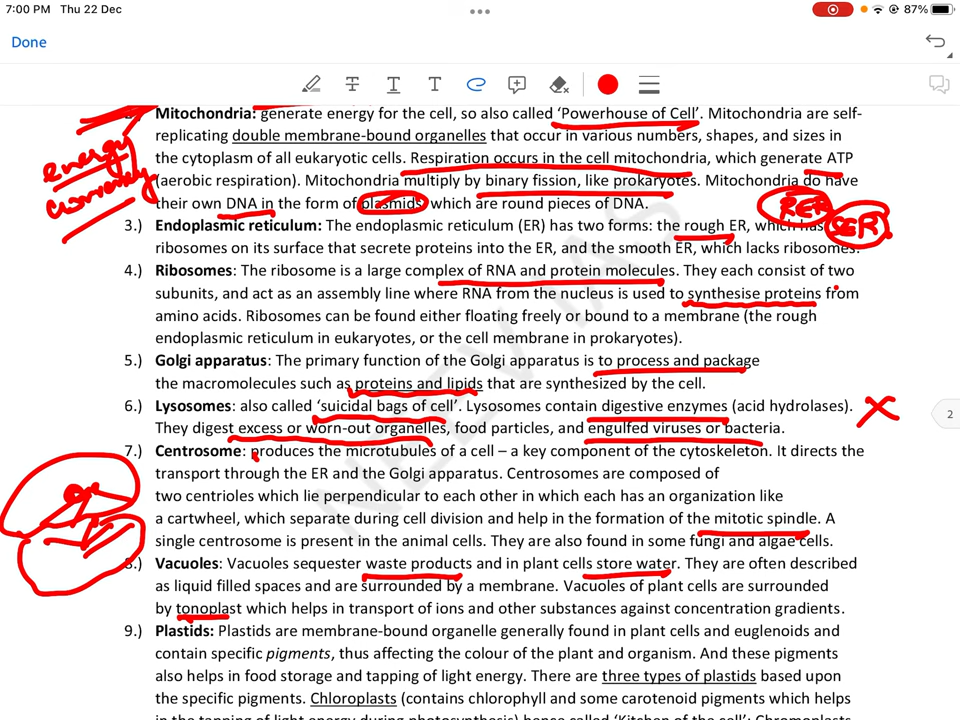 7:00 PM Thu 22 Dec
87%
Done
Mitochondria: generate energy for the cell, so also called ‘Powerhouse of Cell’. Mitochondria are self-
replicating double membrane-bound organelles that occur in various numbers, shapes, and sizes in
the cytoplasm of all eukaryotic cells. Respiration occurs in the cell mitochondria, which generate ATP
(aerobic respiration). Mitochondria multiply by binary fission, like prokaryotes. Mitochondria do have
their own DNA in the form of plasmids which are round pieces of DNA.
energy
currency
RER
SER
3.) Endoplasmic reticulum: The endoplasmic reticulum (ER) has two forms: the rough ER, which has
ribosomes on its surface that secrete proteins into the ER, and the smooth ER, which lacks ribosomes.
4.) Ribosomes: The ribosome is a large complex of RNA and protein molecules. They each consist of two
subunits, and act as an assembly line where RNA from the nucleus is used to synthesise proteins from
amino acids. Ribosomes can be found either floating freely or bound to a membrane (the rough
endoplasmic reticulum in eukaryotes, or the cell membrane in prokaryotes).
5.) Golgi apparatus: The primary function of the Golgi apparatus is to process and package
the macromolecules such as proteins and lipids that are synthesized by the cell.
6.) Lysosomes: also called ‘suicidal bags of cell’. Lysosomes contain digestive enzymes (acid hydrolases).
They digest excess or worn-out organelles, food particles, and engulfed viruses or bacteria.
2
7.) Centrosome: produces the microtubules of a cell – a key component of the cytoskeleton. It directs the
transport through the ER and the Golgi apparatus. Centrosomes are composed of
two centrioles which lie perpendicular to each other in which each has an organization like
a cartwheel, which separate during cell division and help in the formation of the mitotic spindle. A
single centrosome is present in the animal cells. They are also found in some fungi and algae cells.
8.) Vacuoles: Vacuoles sequester waste products and in plant cells store water. They are often described
as liquid filled spaces and are surrounded by a membrane. Vacuoles of plant cells are surrounded
by tonoplast which helps in transport of ions and other substances against concentration gradients.
9.) Plastids: Plastids are membrane-bound organelle generally found in plant cells and euglenoids and
contain specific pigments, thus affecting the colour of the plant and organism. And these pigments
also helps in food storage and tapping of light energy. There are three types of plastids based upon
the specific pigments. Chloroplasts (contains chlorophyll and some carotenoid pigments which helps
in the tapping of light energy during photosynthesis) hence called ‘Kitchen of the cell’; Chromoplasts